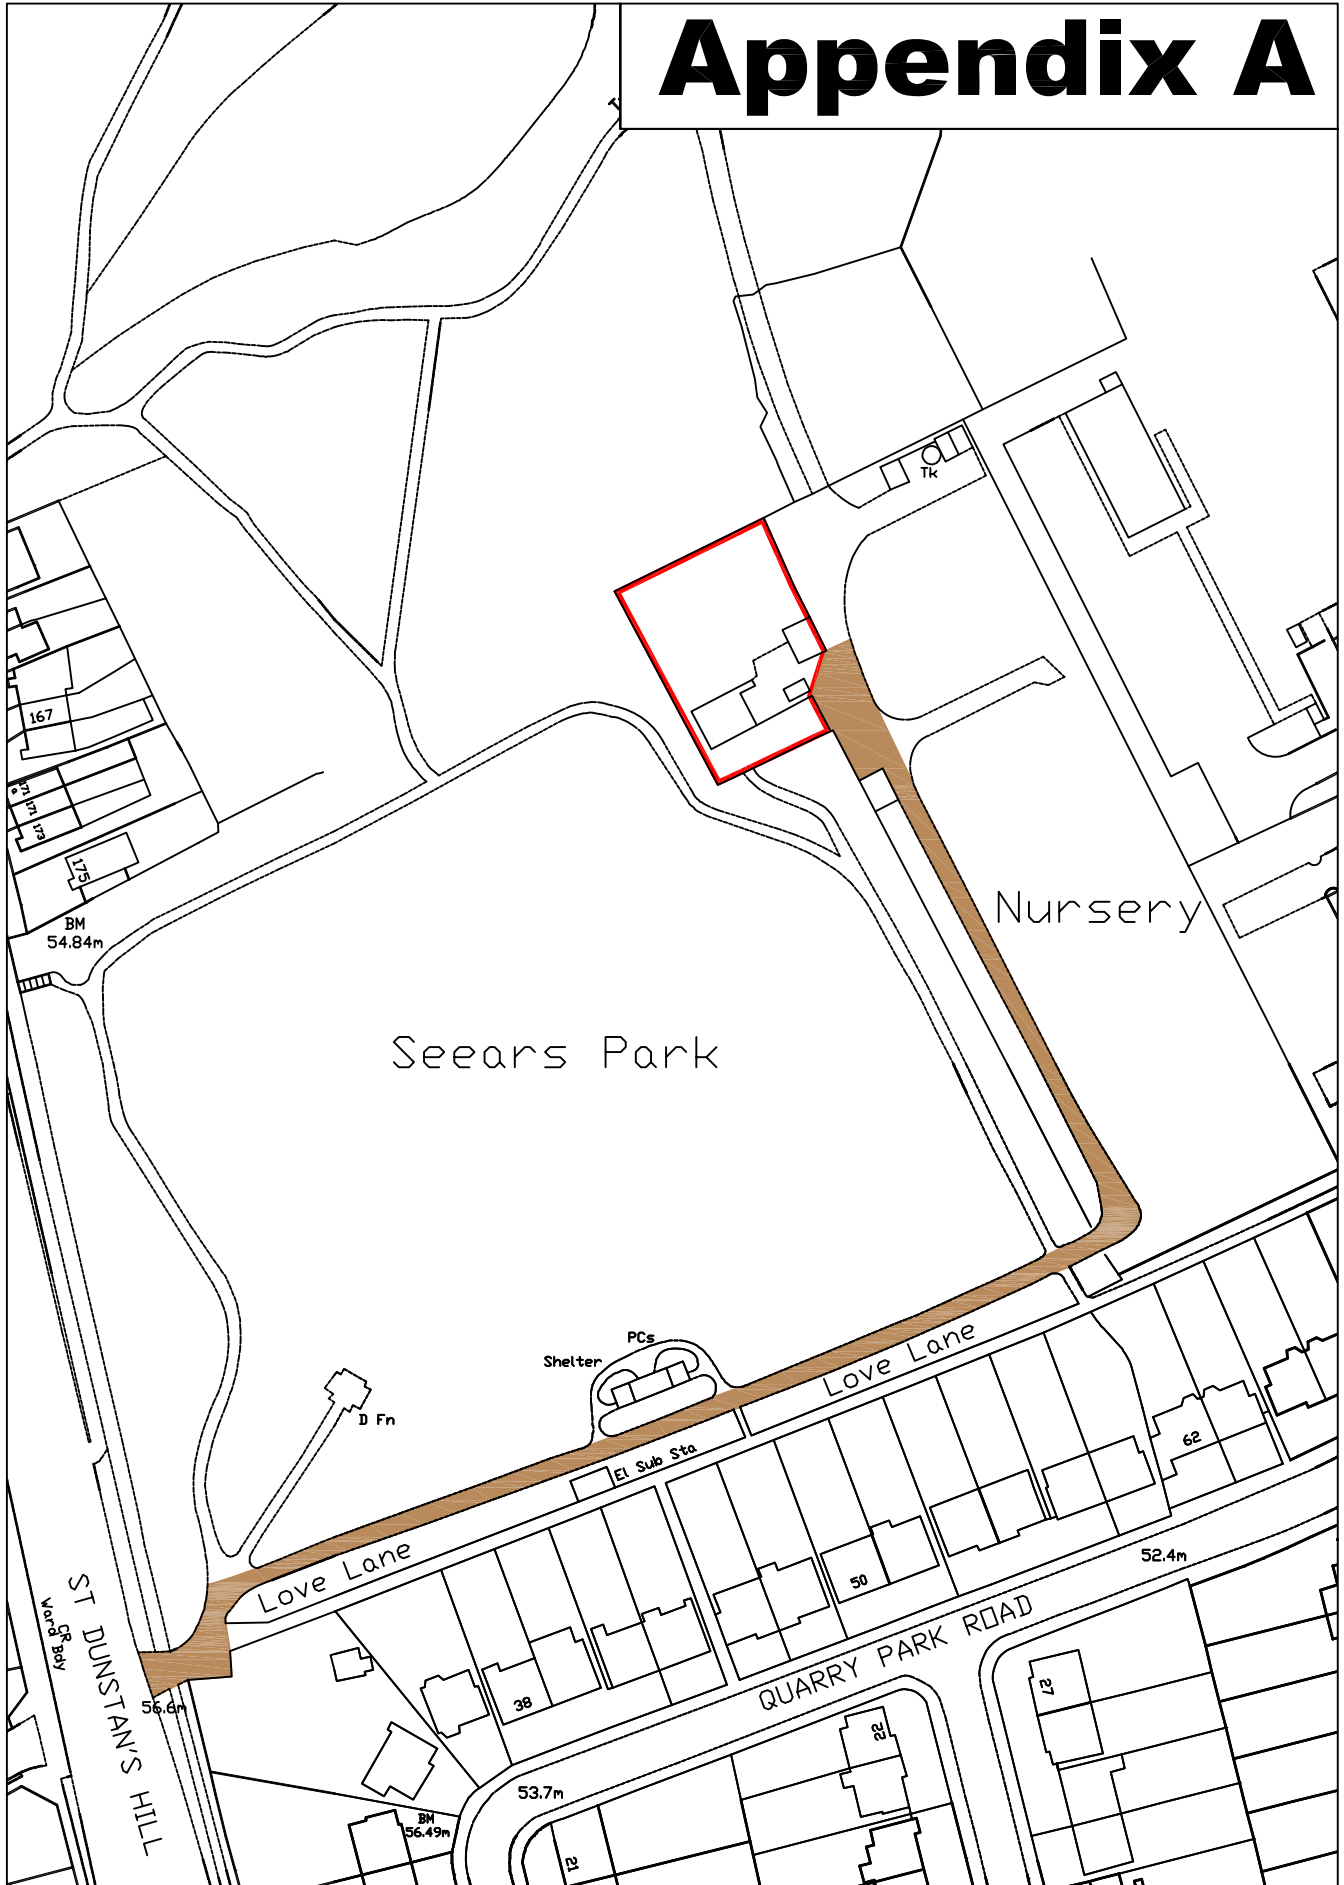 Appendix A
Tk
167
171
a
171
173
175
BM
54.84m
Nursery
Seears Park
PCs
Shelter
D Fn
Love Lane
El Sub Sta
Love Lane
62
50
52.4m
ST DUNSTAN'S HILL
CR
Ward Bdy
56.6m
38
QUARRY PARK ROAD
27
22
53.7m
BM
56.49m
21